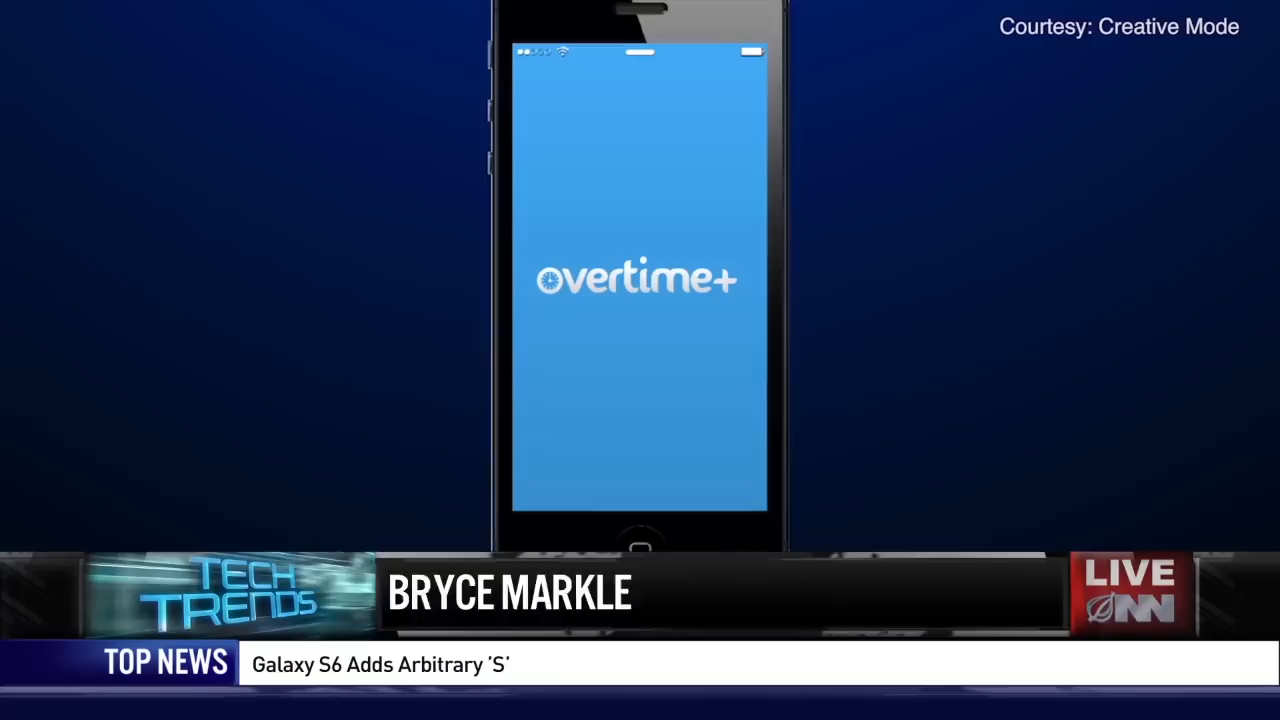 Courtesy: Creative Mode
overtime+
TECH
TRENDS
BRYCE MARKLE
LIVE
ONN
TOP NEWS
Galaxy S6 Adds Arbitrary 'S'